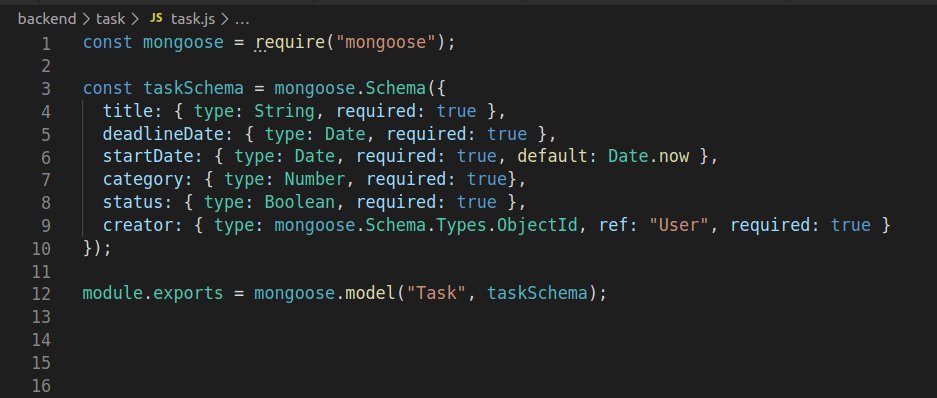 backend > task > JS task.js > ...
1 const mongoose = require("mongoose");
2
3 const taskSchema = mongoose.Schema({
4   title: { type: String, required: true },
5   deadlineDate: { type: Date, required: true },
6   startDate: { type: Date, required: true, default: Date.now },
7   category: { type: Number, required: true},
8   status: { type: Boolean, required: true },
9   creator: { type: mongoose.Schema.Types.ObjectId, ref: "User", required: true }
10 });
11
12 module.exports = mongoose.model("Task", taskSchema);
13
14
15
16